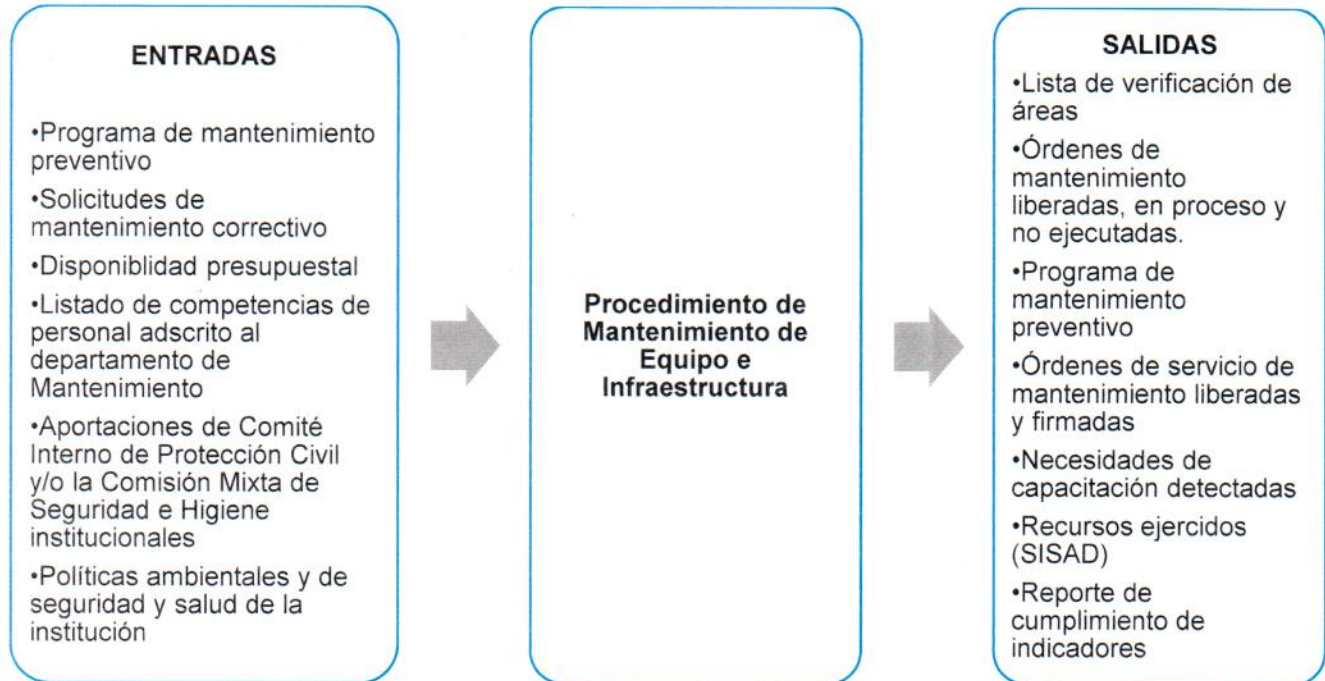 ENTRADAS
•Programa de mantenimiento
preventivo
•Solicitudes de
mantenimiento correctivo
•Disponiblidad presupuestal
•Listado de competencias de
personal adscrito al
departamento de
Mantenimiento
•Aportaciones de Comité
Interno de Protección Civil
y/o la Comisión Mixta de
Seguridad e Higiene
institucionales
•Políticas ambientales y de
seguridad y salud de la
institución
Procedimiento de
Mantenimiento de
Equipo e
Infraestructura
SALIDAS
•Lista de verificación de
áreas
•Órdenes de
mantenimiento
liberadas, en proceso y
no ejecutadas.
•Programa de
mantenimiento
preventivo
•Órdenes de servicio de
mantenimiento liberadas
y firmadas
•Necesidades de
capacitación detectadas
•Recursos ejercidos
(SISAD)
•Reporte de
cumplimiento de
indicadores